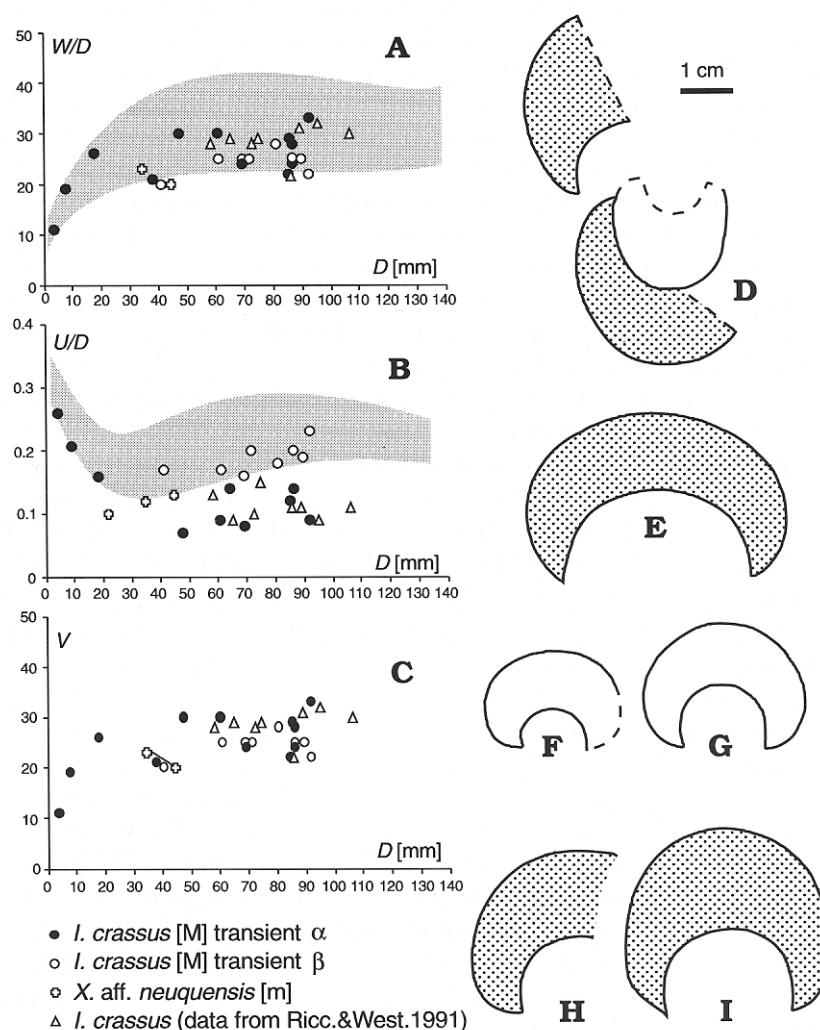 W/D
A
50
40
30
20
10
0
D [mm]
0 10 20 30 40 50 60 70 80 90 100 110 120 130 140
1 cm
U/D
B
0.4
0.3
0.2
0.1
0
D [mm]
0 10 20 30 40 50 60 70 80 90 100 110 120 130 140
V
C
50
40
30
20
10
0
D [mm]
0 10 20 30 40 50 60 70 80 90 100 110 120 130 140
I. crassus [M] transient α
I. crassus [M] transient β
X. aff. neuquensis [m]
I. crassus (data from Ricc.&West.1991)
D
E
F
G
H
I